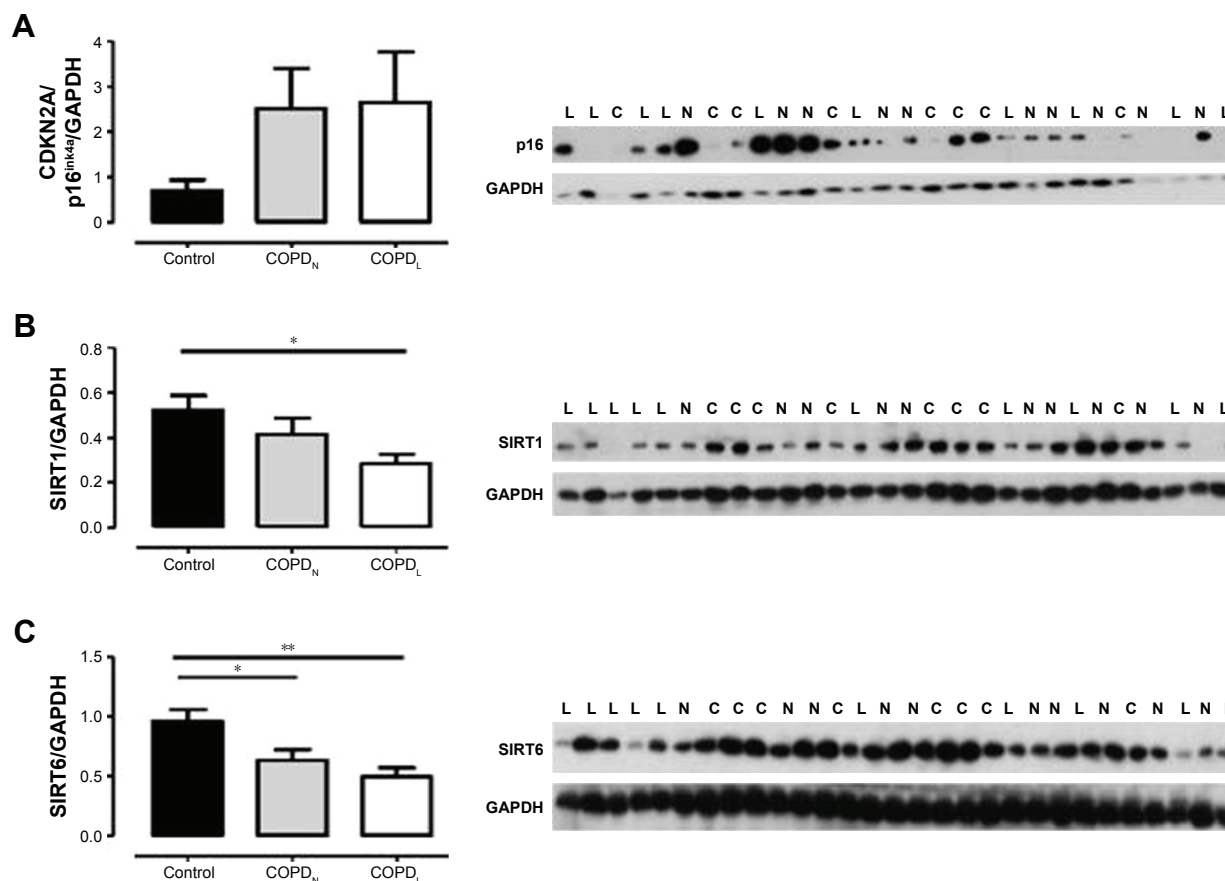 A
CDKN2A/
p16ink4a/GAPDH
4
3
2
1
0
Control COPDN COPDL
L L C L L N C C L N N C L N N C C C L N N L N C N L N L
p16
GAPDH
B
SIRT1/GAPDH
0.8
0.6
0.4
0.2
0.0
*
Control COPDN COPDL
L L L L L N C C C N N C L N N C C C L N N L N C N L N L
SIRT1
GAPDH
C
SIRT6/GAPDH
1.5
1.0
0.5
0.0
**
*
Control COPDN COPDL
L L L L L N C C C N N C L N N C C C L N N L N C N L N
SIRT6
GAPDH